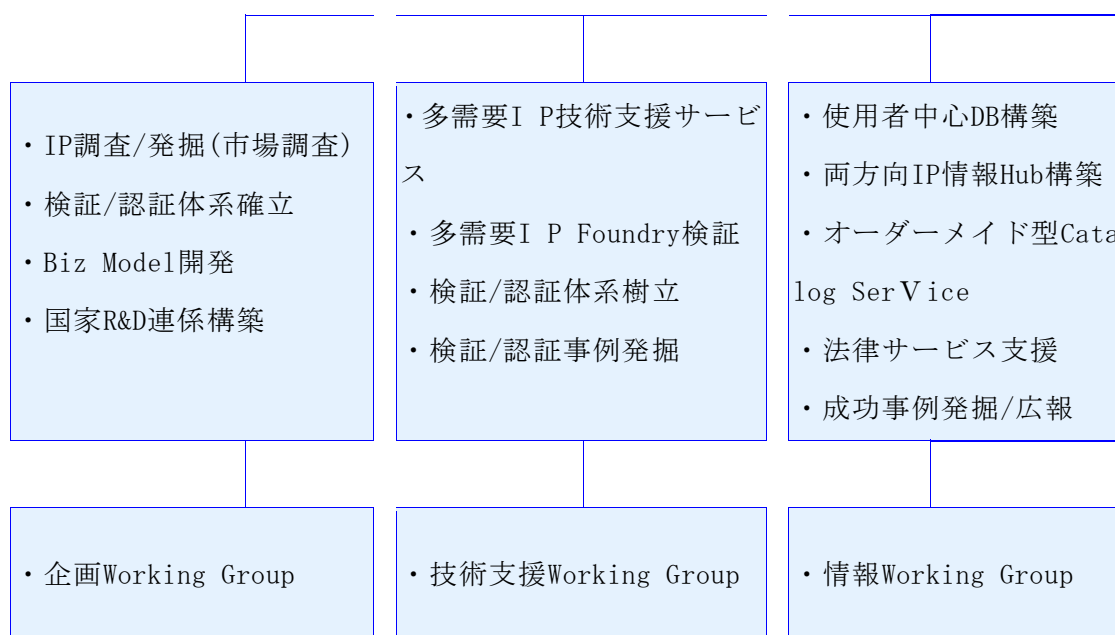 ・IP調査/発掘(市場調査)
・検証/認証体系確立
・Biz Model開発
・国家R&D連係構築
・多需要I P技術支援サービ
ス
・多需要I P Foundry検証
・検証/認証体系樹立
・検証/認証事例発掘
・使用者中心DB構築
・両方向IP情報Hub構築
・オーダーメイド型Cata
log SerVice
・法律サービス支援
・成功事例発掘/広報
・企画Working Group
・技術支援Working Group
・情報Working Group